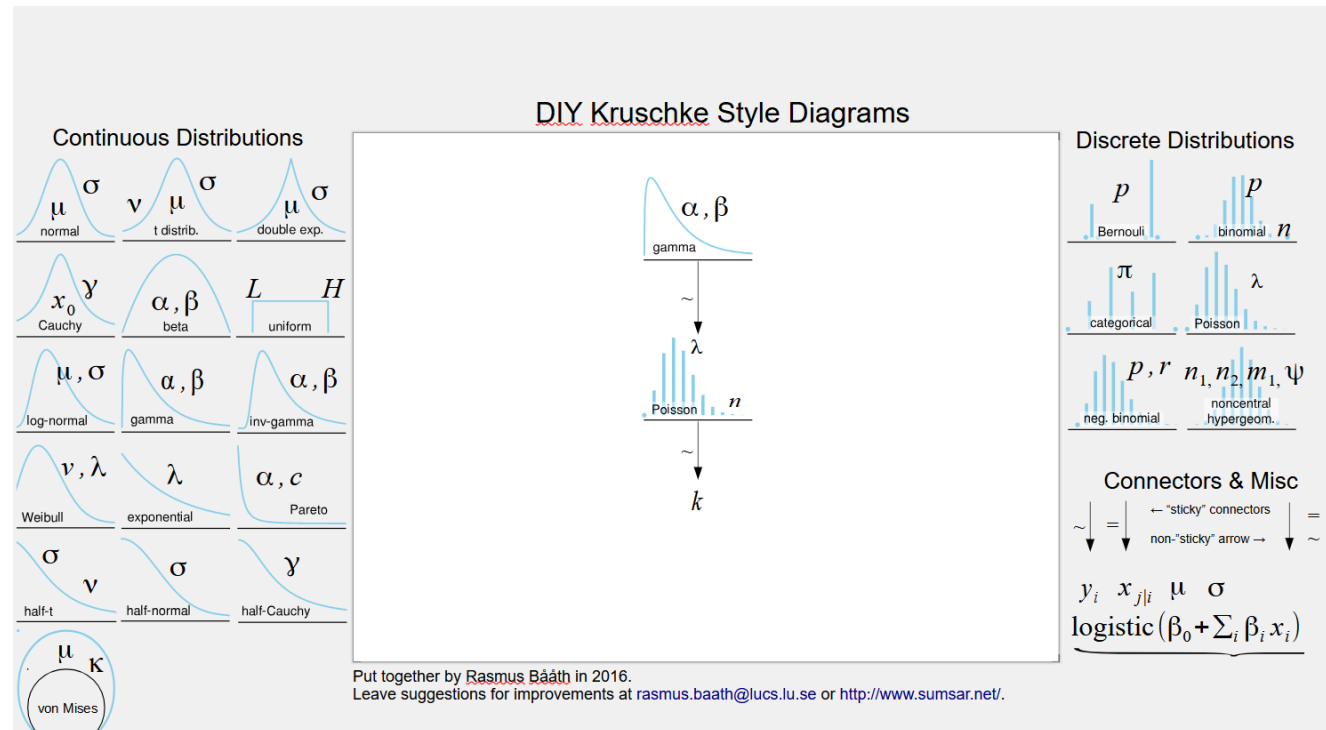 DIY Kruschke Style Diagrams
Continuous Distributions
μ σ
normal
ν μ σ
t distrib.
μ σ
double exp.
x₀ γ
Cauchy
α , β
beta
L H
uniform
μ , σ
log-normal
α , β
gamma
α , β
inv-gamma
ν , λ
Weibull
λ
exponential
α , c
Pareto
σ
ν
half-t
σ
half-normal
γ
half-Cauchy
μ κ
von Mises
α , β
gamma
~
λ
Poisson n
~
k
Put together by Rasmus Bååth in 2016.
Leave suggestions for improvements at rasmus.baath@lucs.lu.se or http://www.sumsar.net/.
Discrete Distributions
p
Bernouli
p
binomial n
π
categorical
λ
Poisson
p , r
neg. binomial
n₁, n₂, m₁, ψ
noncentral
hypergeom.
Connectors & Misc
~ = ← "sticky" connectors =
non-"sticky" arrow → ~
yᵢ x_{j|i} μ σ
logistic(β₀+∑ᵢ βᵢ xᵢ)